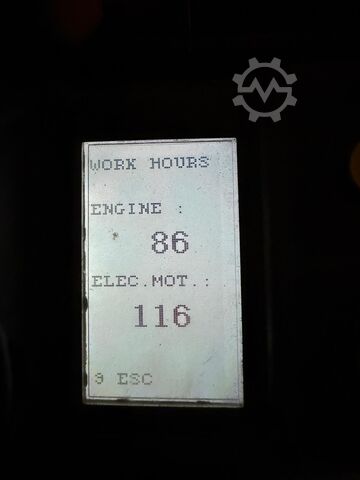 WORK HOURS
ENGINE :
86
ELEC.MOT.:
116
9 ESC